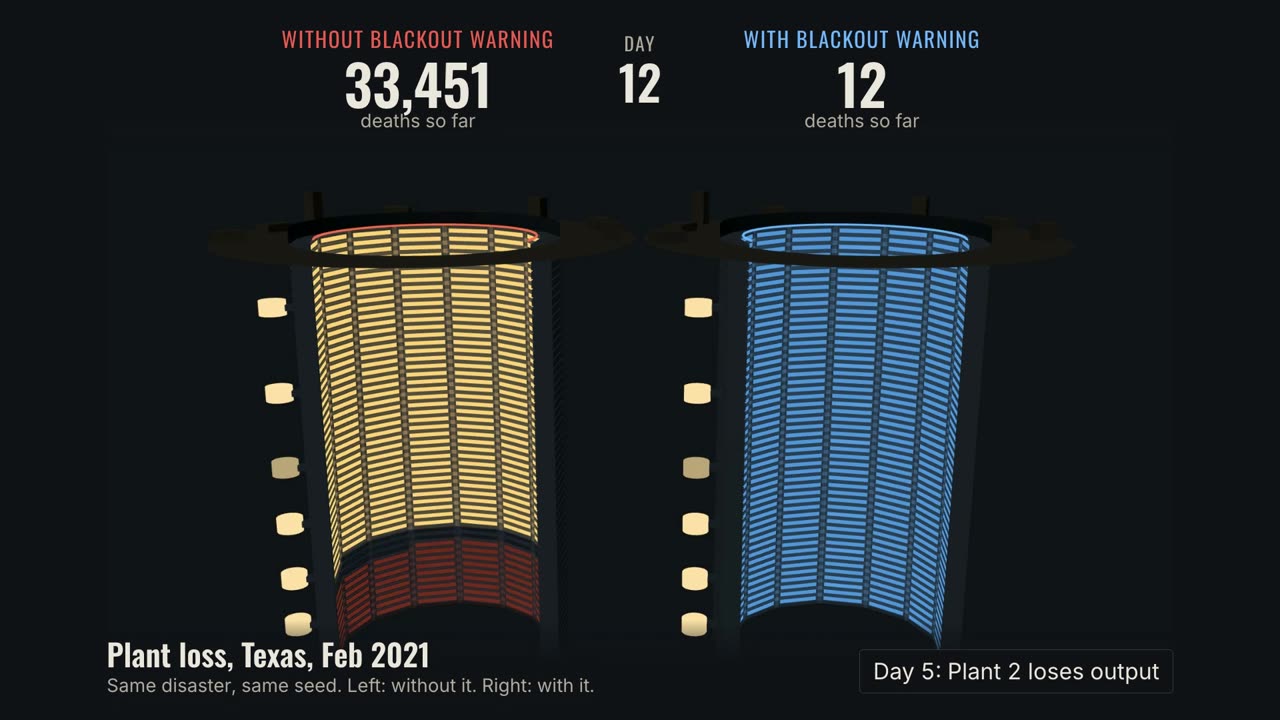 WITHOUT BLACKOUT WARNING
33,451
deaths so far
DAY
12
WITH BLACKOUT WARNING
12
deaths so far
Plant loss, Texas, Feb 2021
Same disaster, same seed. Left: without it. Right: with it.
Day 5: Plant 2 loses output